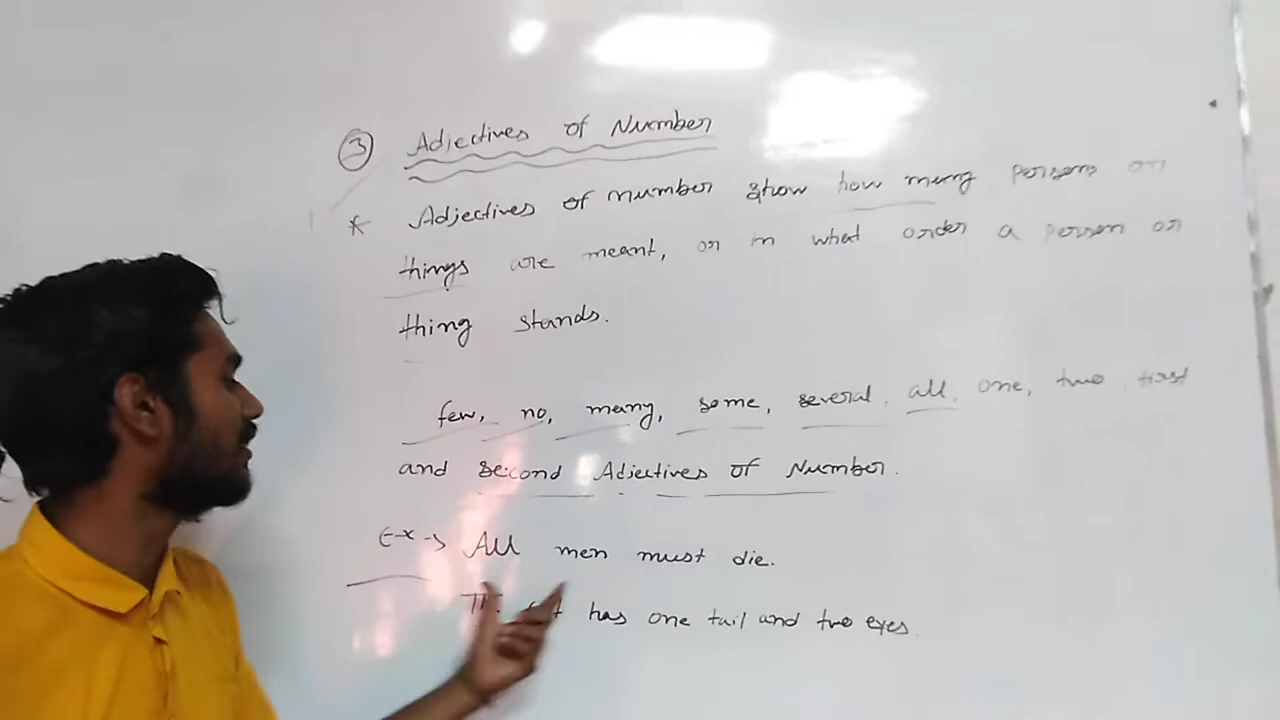 ③ Adjectives of Number
* Adjectives of number show how many persons or
things are meant, or in what order a person or
thing stands.
few, no, many, some, several, all, one, two, first
and second Adjectives of Number.
Ex → All men must die.
has one tail and two eyes.